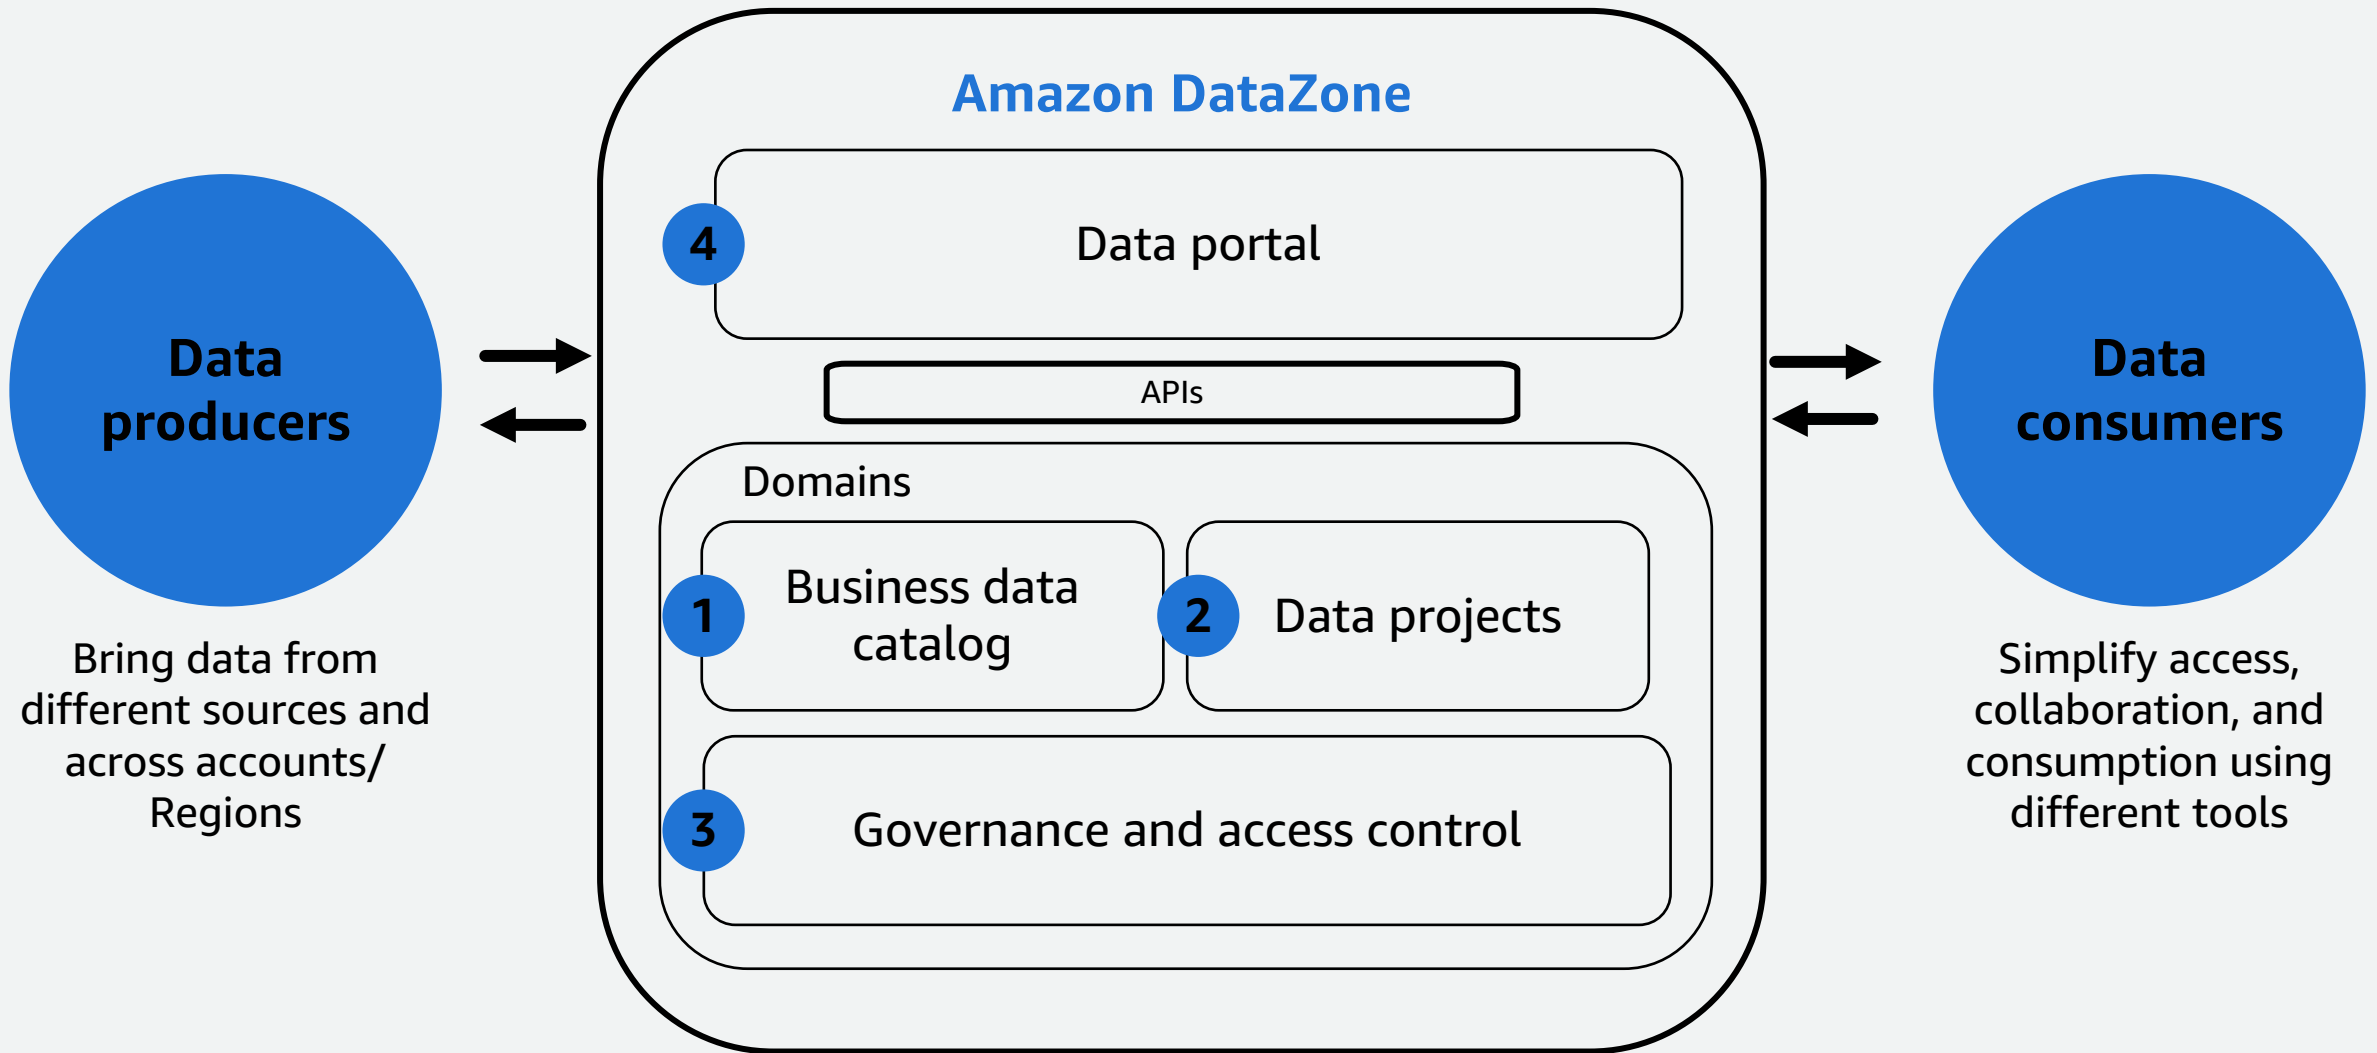 Amazon DataZone
4
Data portal
APIs
Domains
1
Business data
catalog
2
Data projects
3
Governance and access control
Data
producers
Bring data from
different sources and
across accounts/
Regions
Data
consumers
Simplify access,
collaboration, and
consumption using
different tools